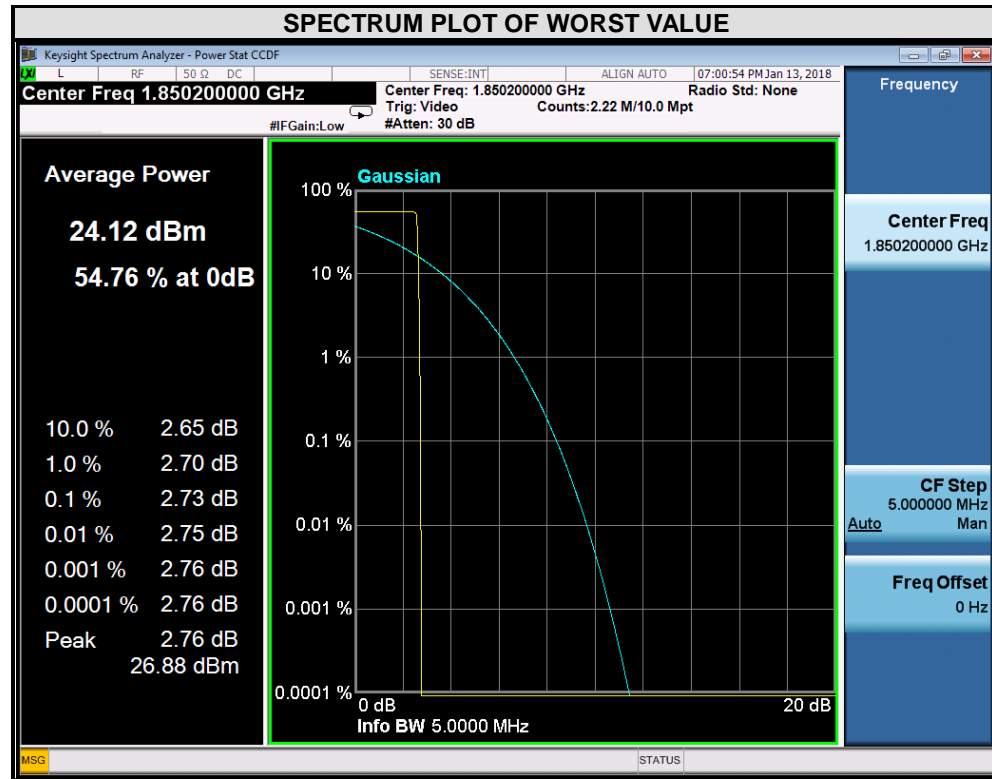 SPECTRUM PLOT OF WORST VALUE
Keysight Spectrum Analyzer - Power Stat CCDF
LXI L RF 50 Ω DC SENSE:INT ALIGN AUTO 07:00:54 PM Jan 13, 2018
Center Freq 1.850200000 GHz
#IFGain:Low
Center Freq: 1.850200000 GHz Radio Std: None
Trig: Video Counts:2.22 M/10.0 Mpt
#Atten: 30 dB
Average Power
24.12 dBm
54.76 % at 0dB
10.0 % 2.65 dB
1.0 % 2.70 dB
0.1 % 2.73 dB
0.01 % 2.75 dB
0.001 % 2.76 dB
0.0001 % 2.76 dB
Peak 2.76 dB
26.88 dBm
Gaussian
100 %
10 %
1 %
0.1 %
0.01 %
0.001 %
0.0001 %
0 dB 20 dB
Info BW 5.0000 MHz
Frequency
Center Freq
1.850200000 GHz
CF Step
5.000000 MHz
Auto Man
Freq Offset
0 Hz
MSG STATUS